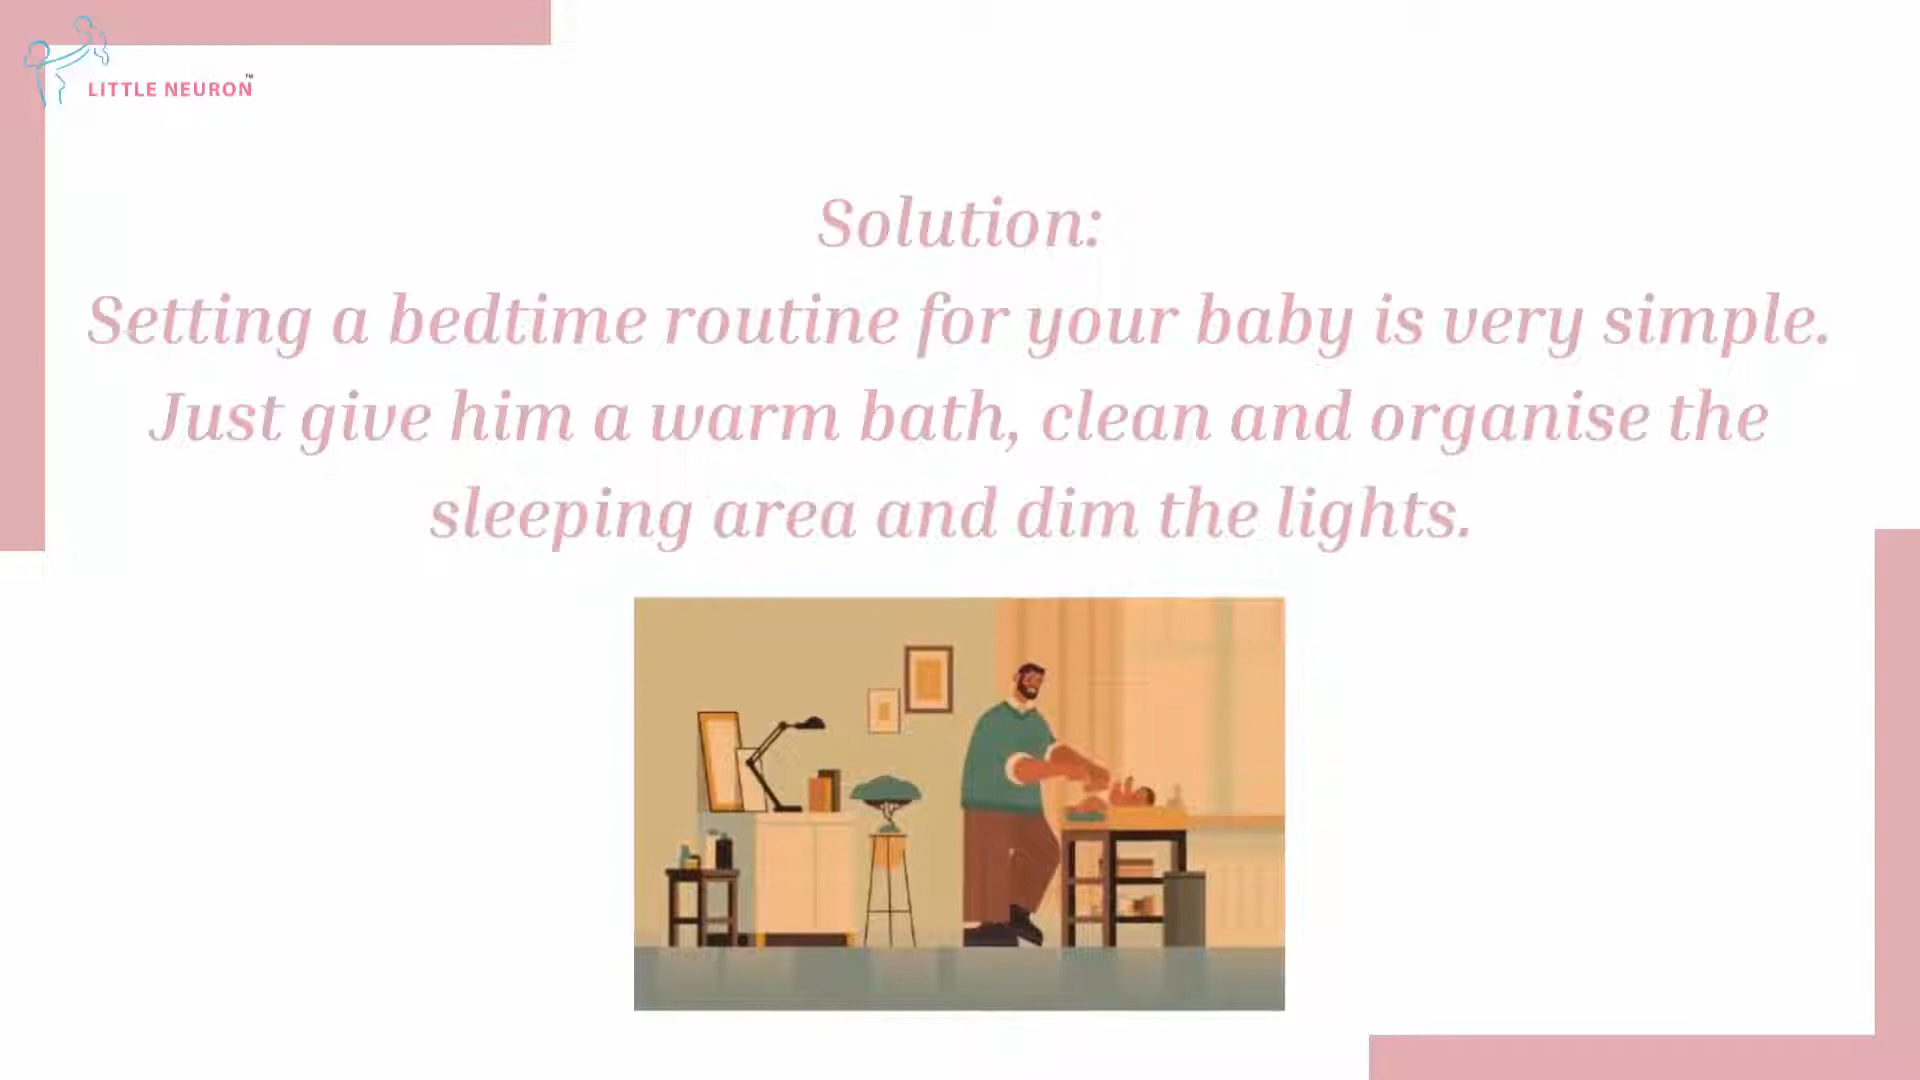 LITTLE NEURON™
Solution:
Setting a bedtime routine for your baby is very simple.
Just give him a warm bath, clean and organise the
sleeping area and dim the lights.